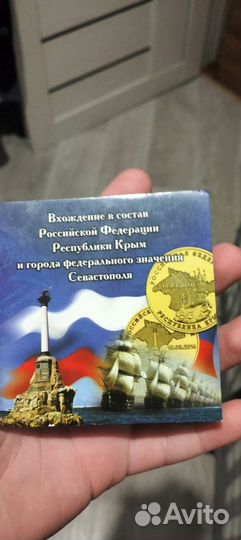 Вхождение в состав
Российской Федерации
Республики Крым
и города федерального значения
Севастополя
Avito